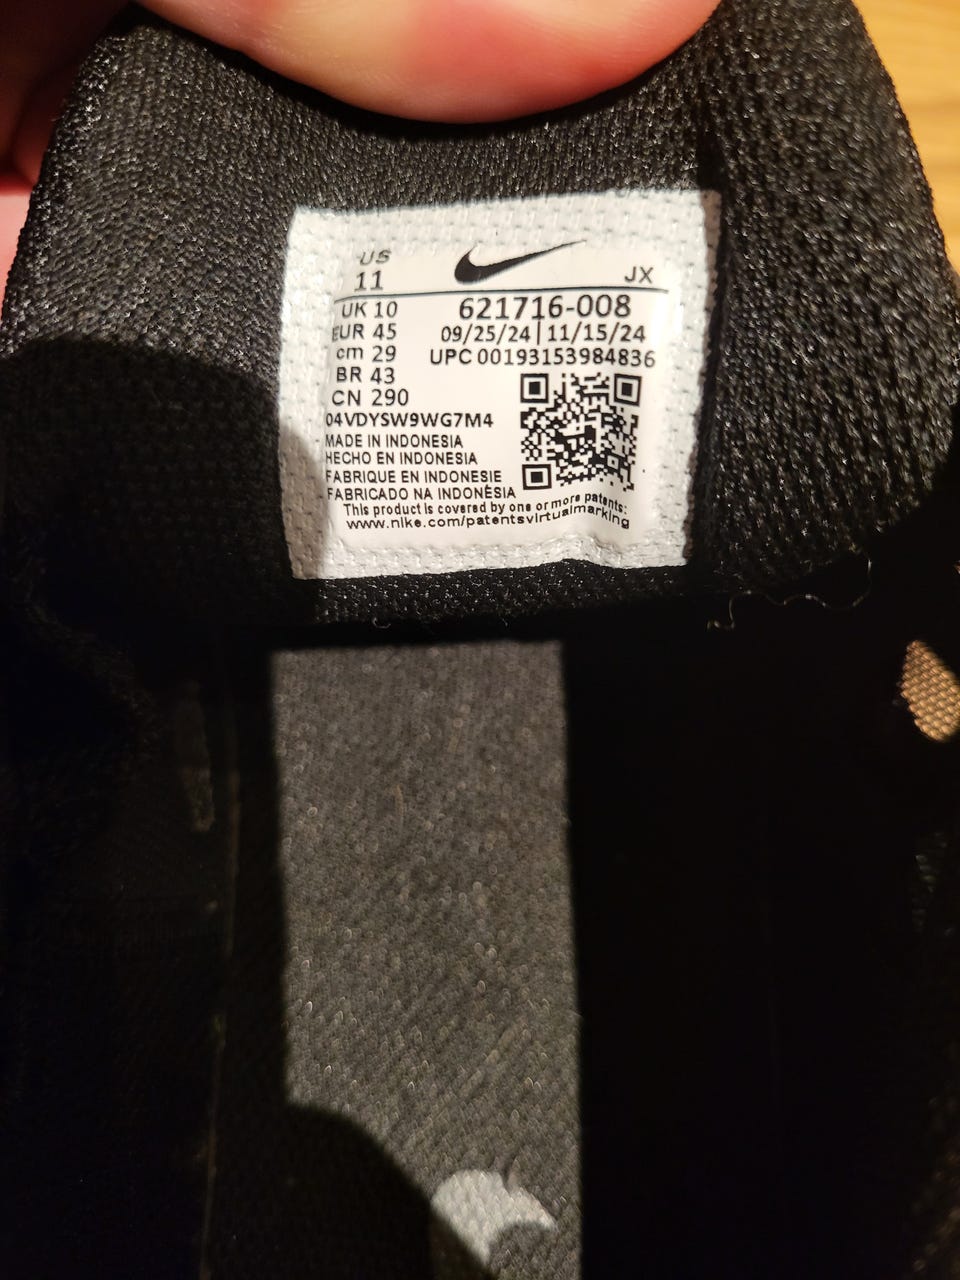 US
11
JX
UK 10
621716-008
EUR 45
09/25/24 | 11/15/24
cm 29
UPC 00193153984836
BR 43
CN 290
04VDYSW9WG7M4
MADE IN INDONESIA
HECHO EN INDONESIA
FABRIQUE EN INDONESIE
FABRICADO NA INDONÉSIA
This product is covered by one or more patents:
www.nike.com/patentsvirtualmarking